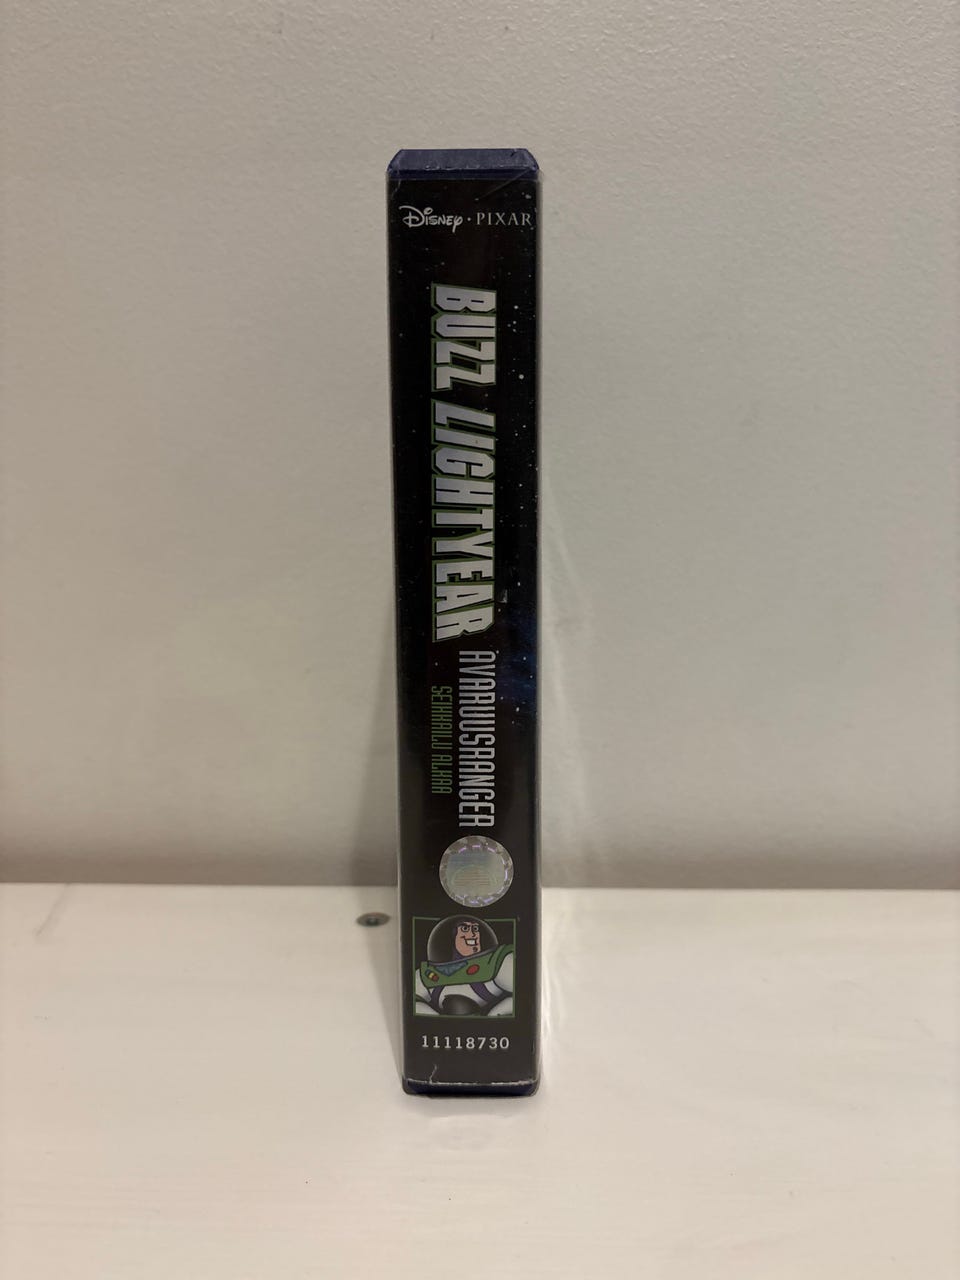 Disney · PIXAR
BUZZ LIGHTYEAR
AVARUUSRANGER
SEIKKAILU ALKAA
11118730